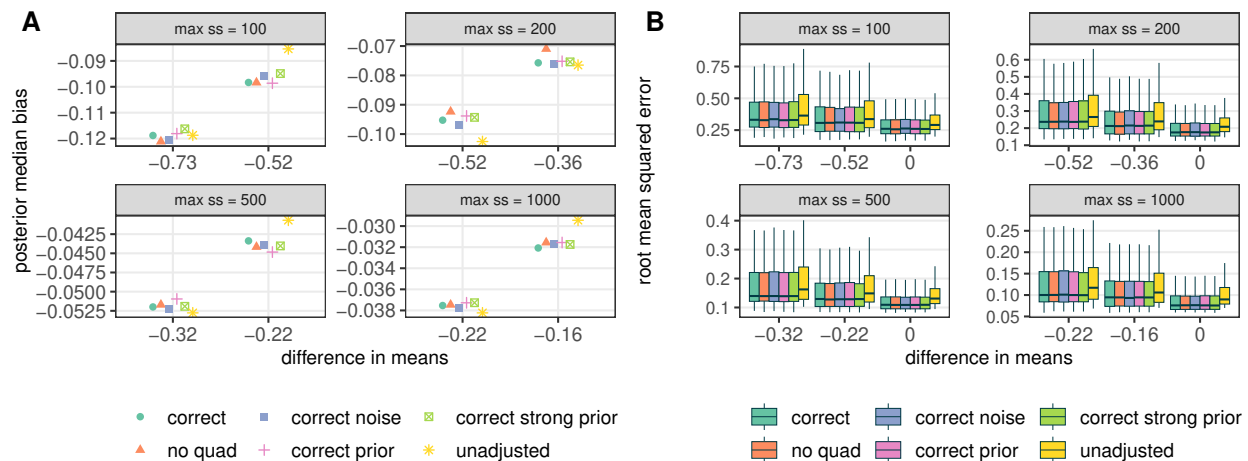 A
max ss = 100
max ss = 200
−0.09
−0.10
−0.11
−0.12
−0.73
−0.52
−0.07
−0.08
−0.09
−0.10
−0.52
−0.36
max ss = 500
max ss = 1000
−0.0425
−0.0450
−0.0475
−0.0500
−0.0525
−0.32
−0.22
−0.030
−0.032
−0.034
−0.036
−0.038
−0.22
−0.16
posterior median bias
difference in means
correct
correct noise
correct strong prior
no quad
correct prior
unadjusted
B
max ss = 100
max ss = 200
0.75
0.50
0.25
−0.73
−0.52
0
0.6
0.5
0.4
0.3
0.2
0.1
−0.52
−0.36
0
max ss = 500
max ss = 1000
0.4
0.3
0.2
0.1
−0.32
−0.22
0
0.25
0.20
0.15
0.10
0.05
−0.22
−0.16
0
root mean squared error
difference in means
correct
correct noise
correct strong prior
no quad
correct prior
unadjusted